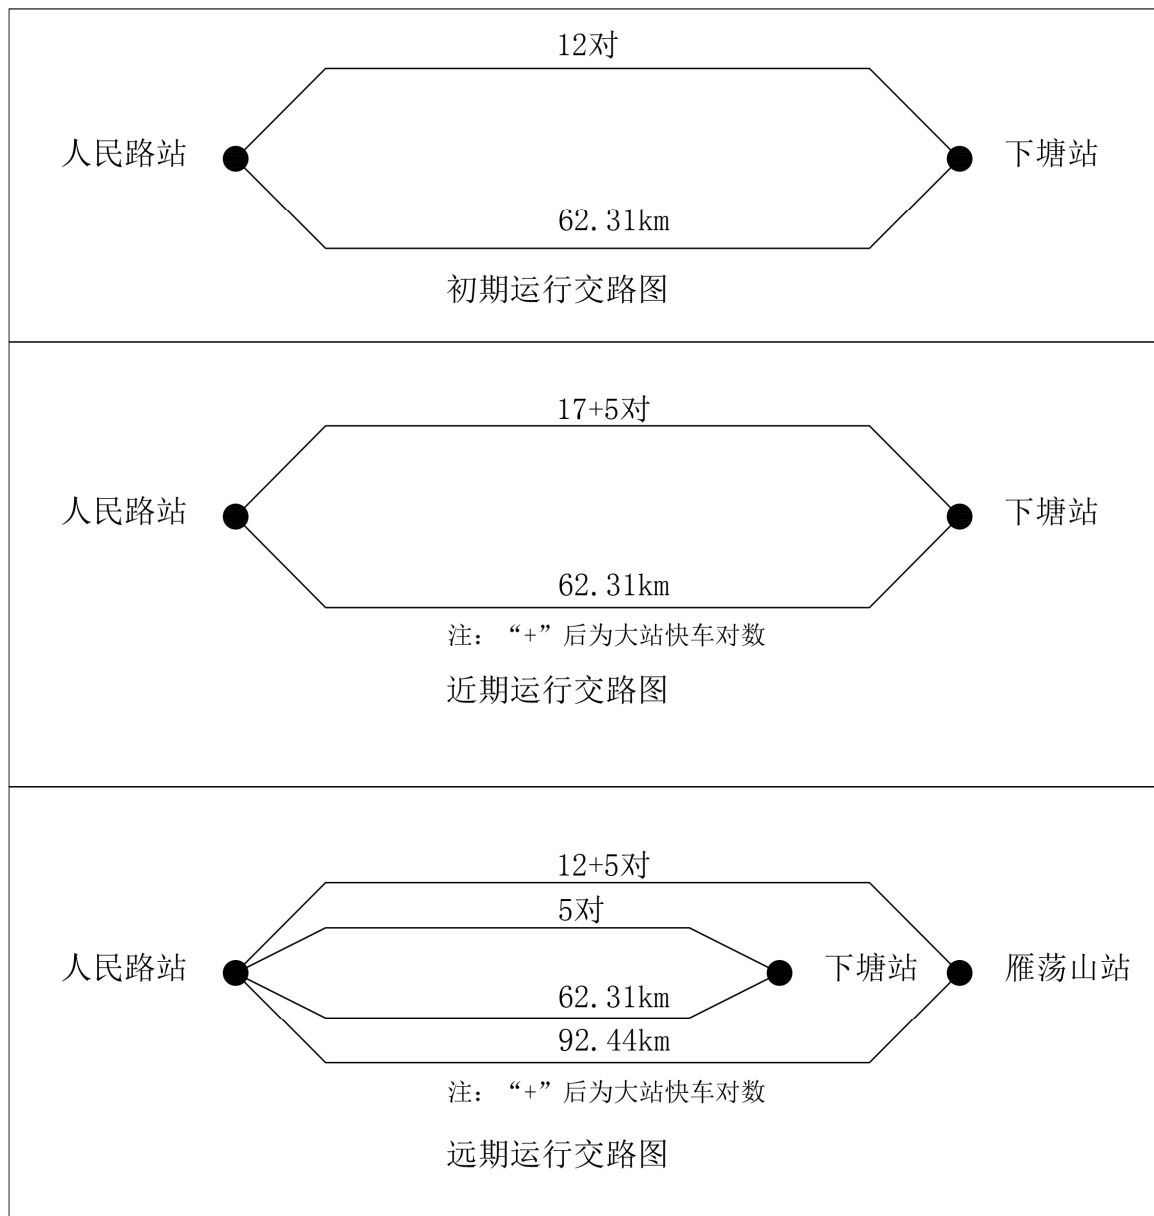 12对
人民路站
下塘站
62.31km
初期运行交路图
17+5对
人民路站
下塘站
62.31km
注：“+”后为大站快车对数
近期运行交路图
12+5对
5对
人民路站
下塘站
雁荡山站
62.31km
92.44km
注：“+”后为大站快车对数
远期运行交路图